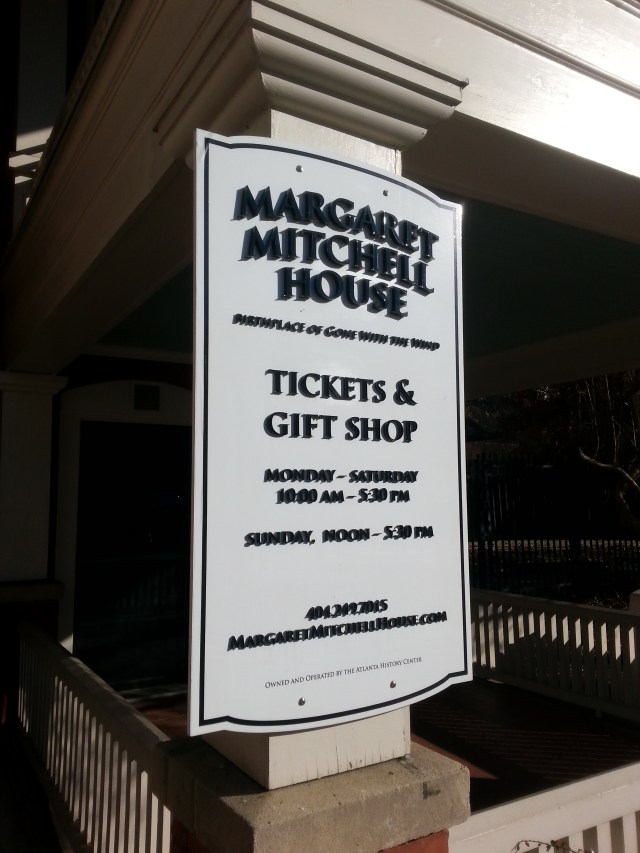 MARGARET
MITCHELL
HOUSE
BIRTHPLACE OF GONE WITH THE WIND
TICKETS &
GIFT SHOP
MONDAY – SATURDAY
10:00 AM – 5:30 PM
SUNDAY, NOON – 5:30 PM
404.249.7015
MARGARETMITCHELLHOUSE.COM
OWNED AND OPERATED BY THE ATLANTA HISTORY CENTER